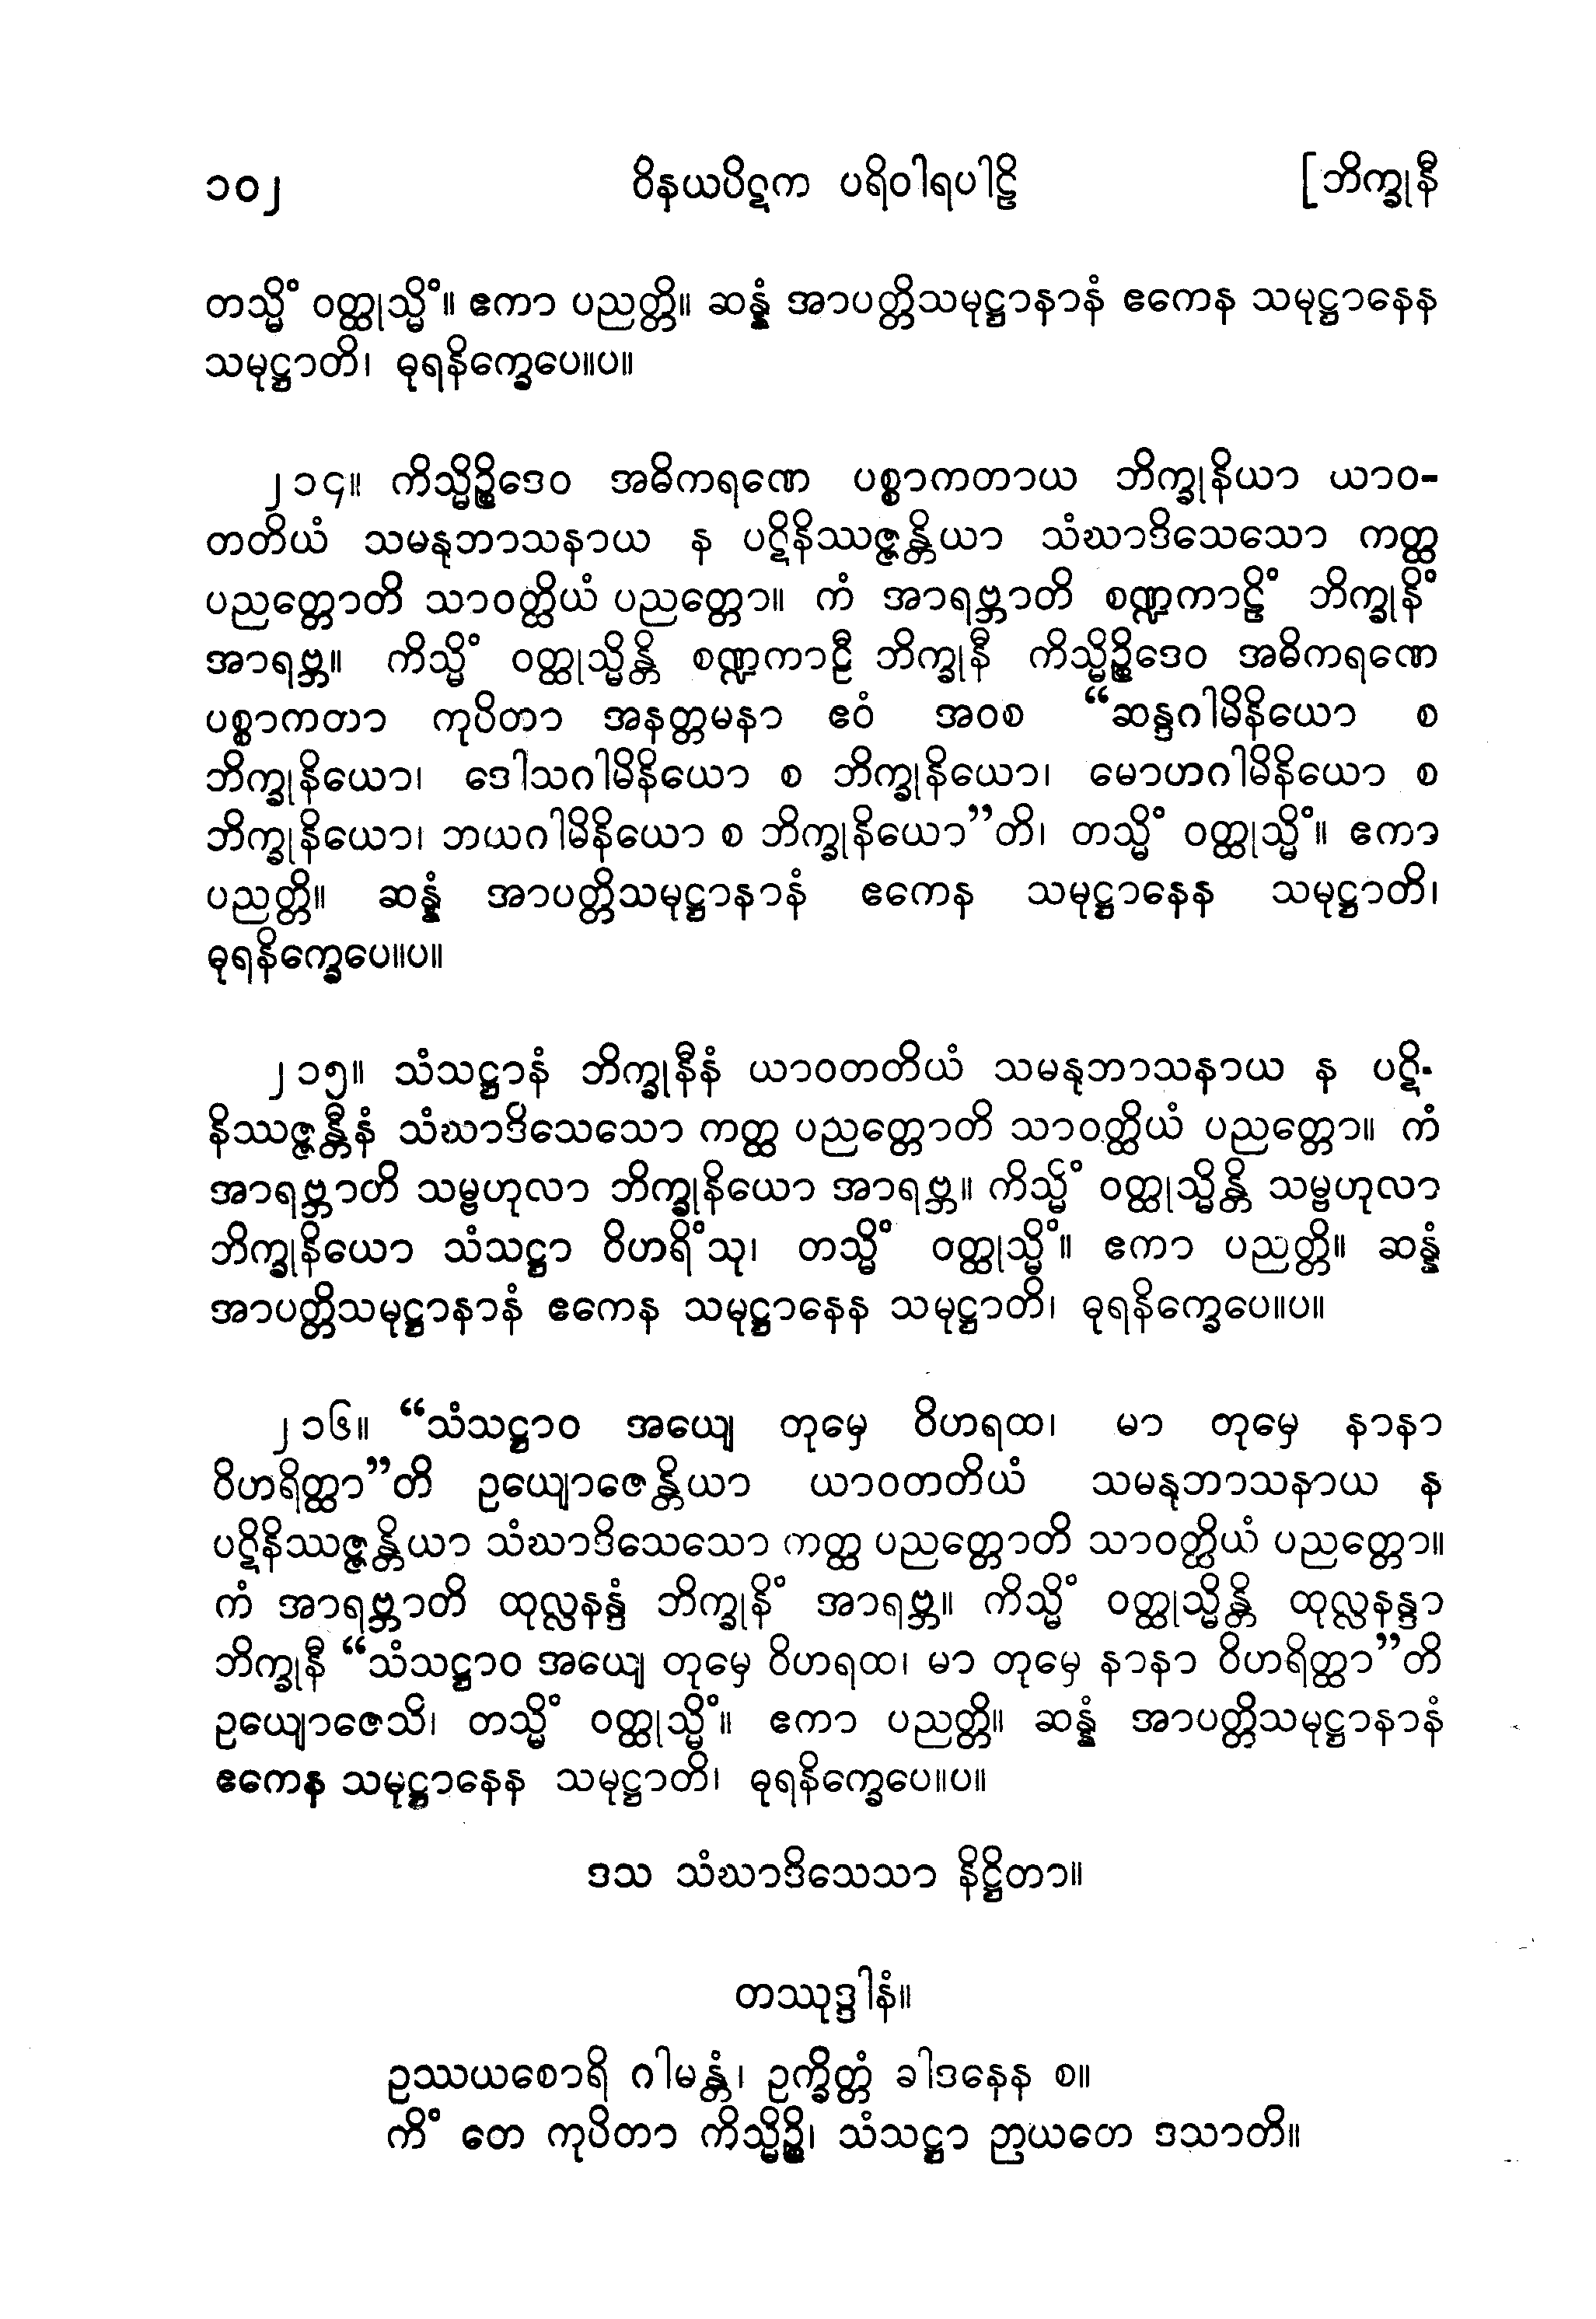 ၁၀၂ ဝိနယပိဋက ပရိဝါရပါဠိ [ဘိက္ခုနီ
တသ္မိံ ဝတ္ထုသ္မိံ။ ဧကာ ပညတ္တိ။ ဆန္နံ အာပတ္တိသမုဋ္ဌာနာနံ ဧကေန သမုဋ္ဌာနေန
သမုဋ္ဌာတိ၊ ဓုရနိက္ခေပေ။ပ။
၂၁၄။ ကိသ္မိဉ္စိဒေဝ အဓိကရဏေ ပစ္စာကတာယ ဘိက္ခုနိယာ ယာဝ-
တတိယံ သမနုဘာသနာယ န ပဋိနိဿဇ္ဇန္တိယာ သံဃာဒိသေသော ကတ္ထ
ပညတ္တောတိ သာဝတ္ထိယံ ပညတ္တော။ ကံ အာရဗ္ဘာတိ စဏ္ဍကာဠိံ ဘိက္ခုနိံ
အာရဗ္ဘ။ ကိသ္မိံ ဝတ္ထုသ္မိန္တိ စဏ္ဍကာဠီ ဘိက္ခုနီ ကိသ္မိဉ္စိဒေဝ အဓိကရဏေ
ပစ္စာကတာ ကုပိတာ အနတ္တမနာ ဧဝံ အဝစ “ဆန္ဒဂါမိနိယော စ
ဘိက္ခုနိယော၊ ဒေါသဂါမိနိယော စ ဘိက္ခုနိယော၊ မောဟဂါမိနိယော စ
ဘိက္ခုနိယော၊ ဘယဂါမိနိယော စ ဘိက္ခုနိယော”တိ၊ တသ္မိံ ဝတ္ထုသ္မိံ။ ဧကာ
ပညတ္တိ။ ဆန္နံ အာပတ္တိသမုဋ္ဌာနာနံ ဧကေန သမုဋ္ဌာနေန သမုဋ္ဌာတိ၊
ဓုရနိက္ခေပေ။ပ။
၂၁၅။ သံသဋ္ဌာနံ ဘိက္ခုနီနံ ယာဝတတိယံ သမနုဘာသနာယ န ပဋိ-
နိဿဇ္ဇန္တီနံ သံဃာဒိသေသော ကတ္ထ ပညတ္တောတိ သာဝတ္ထိယံ ပညတ္တော။ ကံ
အာရဗ္ဘာတိ သမ္ဗဟုလာ ဘိက္ခုနိယော အာရဗ္ဘ။ ကိသ္မိံ ဝတ္ထုသ္မိန္တိ သမ္ဗဟုလာ
ဘိက္ခုနိယော သံသဋ္ဌာ ဝိဟရိံသု၊ တသ္မိံ ဝတ္ထုသ္မိံ။ ဧကာ ပညတ္တိ။ ဆန္နံ
အာပတ္တိသမုဋ္ဌာနာနံ ဧကေန သမုဋ္ဌာနေန သမုဋ္ဌာတိ၊ ဓုရနိက္ခေပေ။ပ။
၂၁၆။ “သံသဋ္ဌာဝ အယျေ တုမှေ ဝိဟရထ၊ မာ တုမှေ နာနာ
ဝိဟရိတ္ထာ”တိ ဥယျောဇေန္တိယာ ယာဝတတိယံ သမနုဘာသနာယ န
ပဋိနိဿဇ္ဇန္တိယာ သံဃာဒိသေသော ကတ္ထ ပညတ္တောတိ သာဝတ္ထိယံ ပညတ္တော။
ကံ အာရဗ္ဘာတိ ထုလ္လနန္ဒံ ဘိက္ခုနိံ အာရဗ္ဘ။ ကိသ္မိံ ဝတ္ထုသ္မိန္တိ ထုလ္လနန္ဒာ
ဘိက္ခုနီ “သံသဋ္ဌာဝ အယျေ တုမှေ ဝိဟရထ၊ မာ တုမှေ နာနာ ဝိဟရိတ္ထာ”တိ
ဥယျောဇေသိ၊ တသ္မိံ ဝတ္ထုသ္မိံ။ ဧကာ ပညတ္တိ။ ဆန္နံ အာပတ္တိသမုဋ္ဌာနာနံ
ဧကေန သမုဋ္ဌာနေန သမုဋ္ဌာတိ၊ ဓုရနိက္ခေပေ။ပ။
ဒသ သံဃာဒိသေသာ နိဋ္ဌိတာ။
တဿုဒ္ဒါနံ။
ဥဿယစောရိ ဂါမန္တံ၊ ဥက္ခိတ္တံ ခါဒနေန စ။
ကိံ တေ ကုပိတာ ကိသ္မိဉ္စိ၊ သံသဋ္ဌာ ဉာယတေ ဒသာတိ။